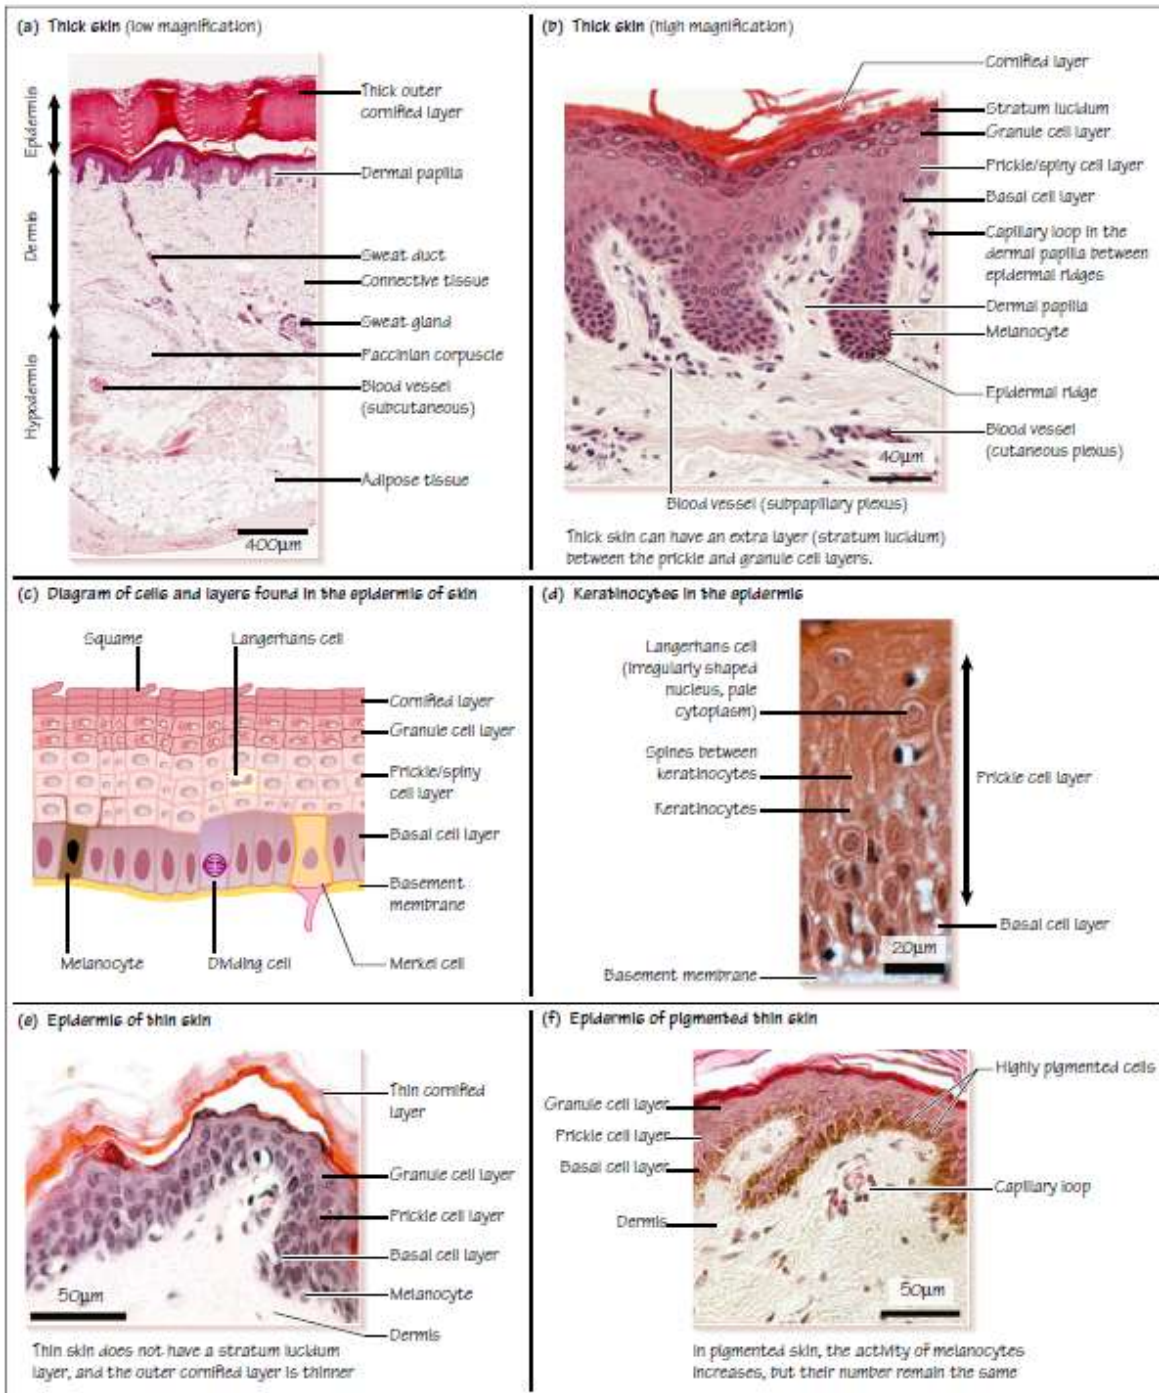 (a) Thick skin (low magnification)
Epidermis
Dermis
Hypodermis
Thick outer
cornified layer
Dermal papilla
Sweat duct
Connective tissue
Sweat gland
Paccinian corpuscle
Blood vessel
(subcutaneous)
Adipose tissue
400µm
(b) Thick skin (high magnification)
Cornified layer
Stratum lucidum
Granule cell layer
Prickle/spiny cell layer
Basal cell layer
Capillary loop in the
dermal papilla between
epidermal ridges
Dermal papilla
Melanocyte
Epidermal ridge
Blood vessel
(cutaneous plexus)
40µm
Blood vessel (subpapillary plexus)
Thick skin can have an extra layer (stratum lucidum)
between the prickle and granule cell layers.
(c) Diagram of cells and layers found in the epidermis of skin
Squame
Langerhans cell
Cornified layer
Granule cell layer
Prickle/spiny
cell layer
Basal cell layer
Basement
membrane
Melanocyte
Dividing cell
Merkel cell
(d) Keratinocytes in the epidermis
Langerhans cell
(irregularly shaped
nucleus, pale
cytoplasm)
Spines between
keratinocytes
Keratinocytes
Prickle cell layer
Basal cell layer
20µm
Basement membrane
(e) Epidermis of thin skin
Thin cornified
layer
Granule cell layer
Prickle cell layer
Basal cell layer
Melanocyte
Dermis
50µm
Thin skin does not have a stratum lucidum
layer, and the outer cornified layer is thinner
(f) Epidermis of pigmented thin skin
Highly pigmented cells
Granule cell layer
Prickle cell layer
Basal cell layer
Capillary loop
Dermis
50µm
In pigmented skin, the activity of melanocytes
increases, but their number remain the same